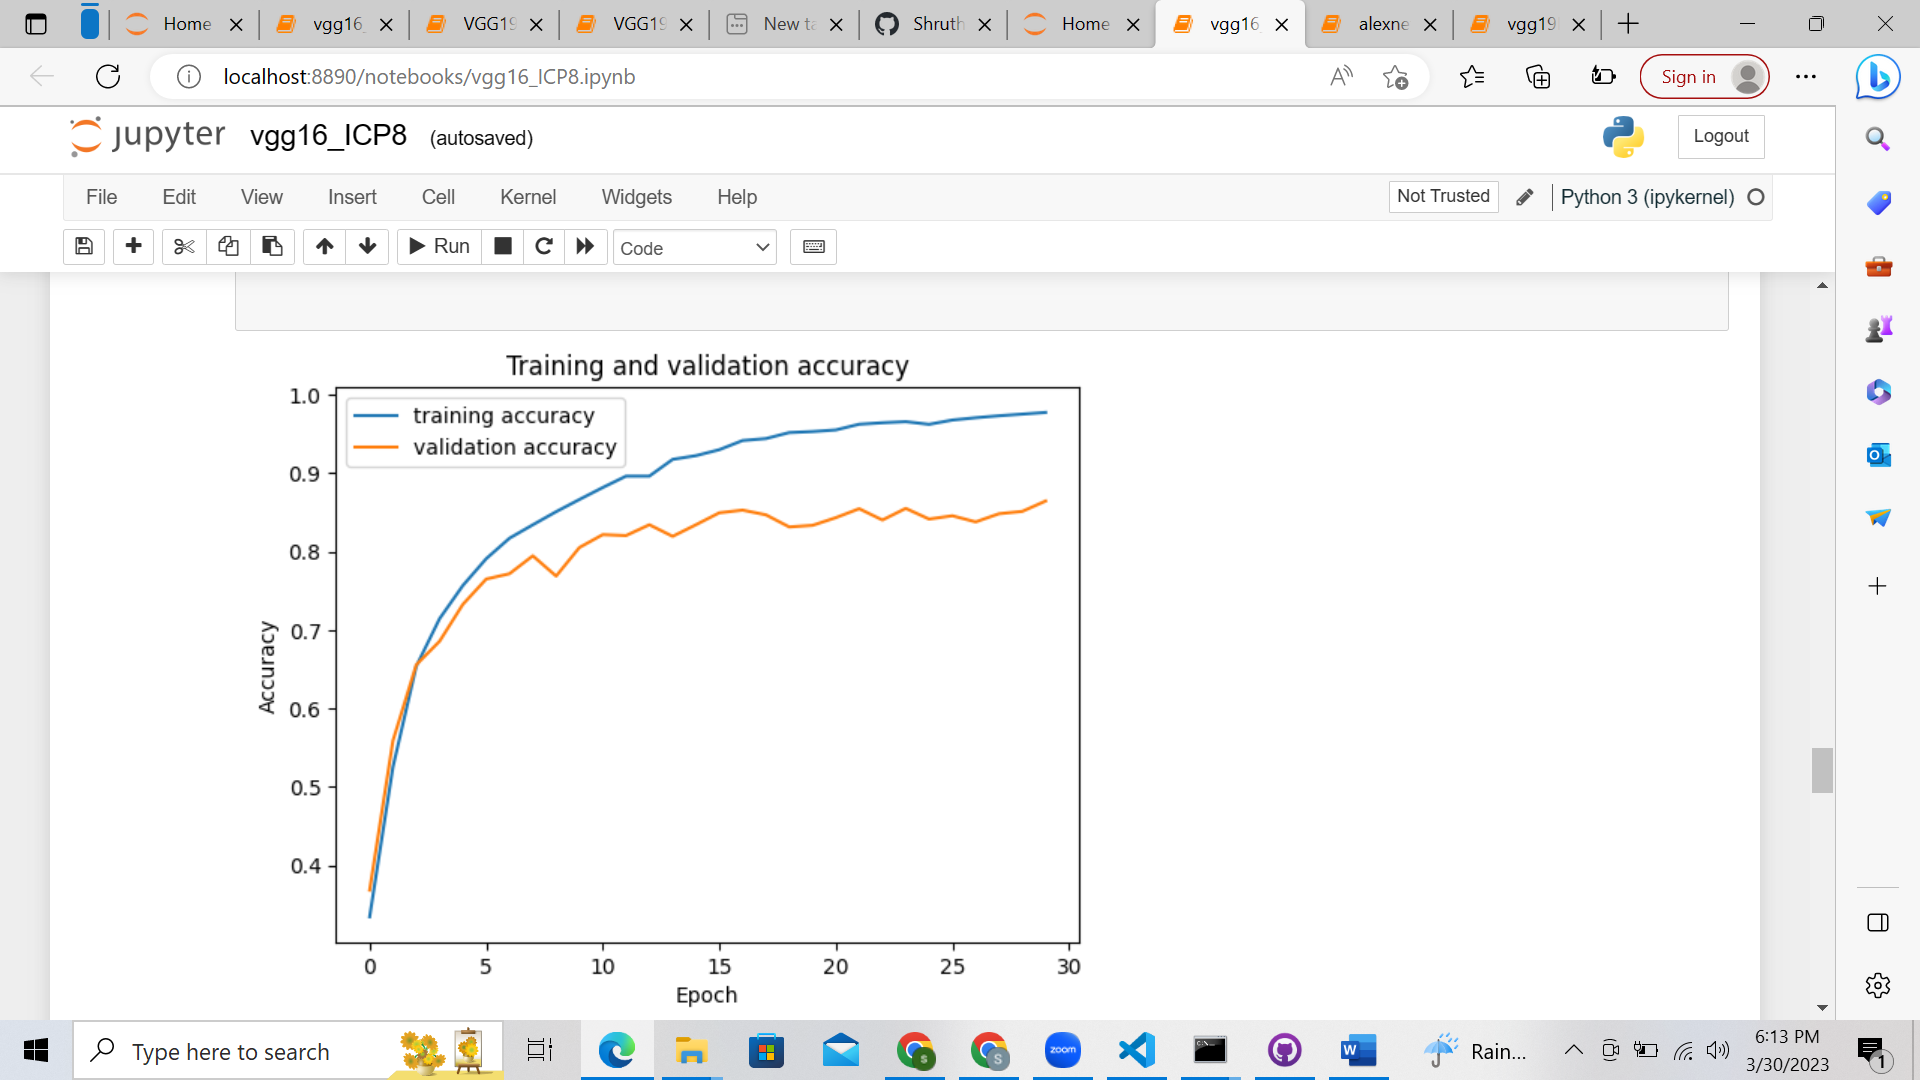 Home
vgg16_
VGG19
VGG19
New ta
Shruth
Home
vgg16_
alexne
vgg19
localhost:8890/notebooks/vgg16_ICP8.ipynb
Sign in
jupyter vgg16_ICP8 (autosaved)
Logout
File Edit View Insert Cell Kernel Widgets Help
Not Trusted
Python 3 (ipykernel)
Run
Code
Training and validation accuracy
training accuracy
validation accuracy
1.0
0.9
0.8
0.7
0.6
0.5
0.4
Accuracy
0 5 10 15 20 25 30
Epoch
Type here to search
zoom
Rain...
6:13 PM
3/30/2023
1